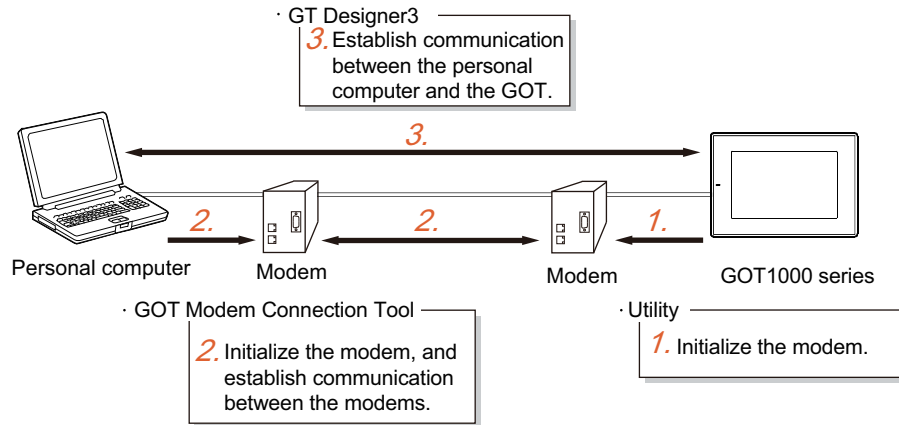 · GT Designer3
3. Establish communication
between the personal
computer and the GOT.
3.
2.
2.
1.
Personal computer
Modem
Modem
GOT1000 series
· GOT Modem Connection Tool
2. Initialize the modem, and
establish communication
between the modems.
· Utility
1. Initialize the modem.